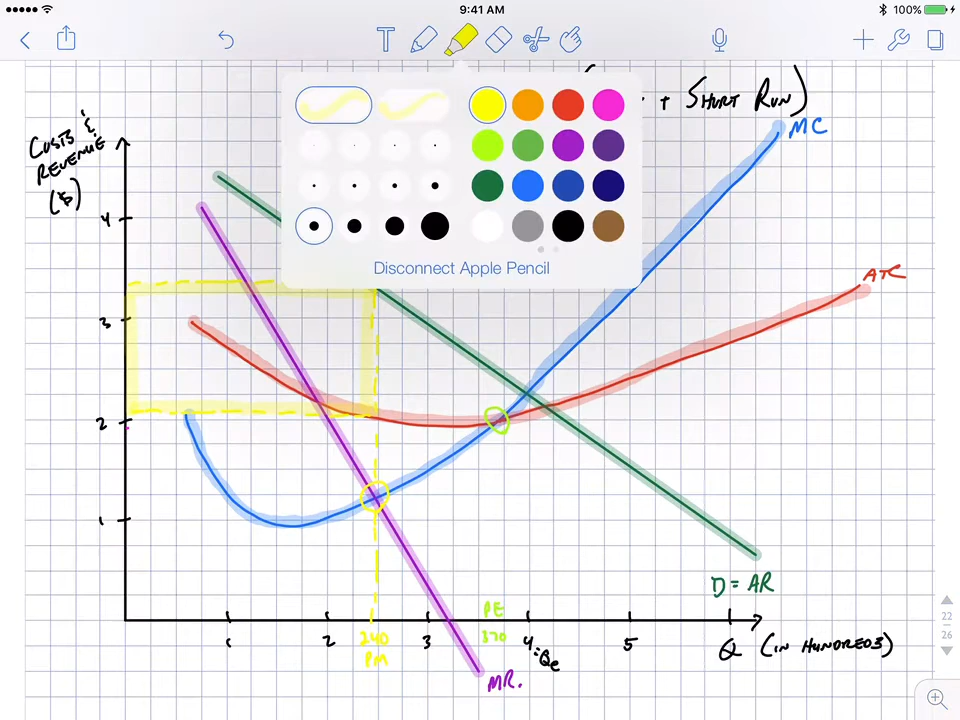 9:41 AM
100%
T
+ SHORT RUN)
COSTS &
REVENUE
($)
MC
ATC
4
3
2
1
Disconnect Apple Pencil
D = AR
PE
370
1
2
3
4
5
Q (IN HUNDREDS)
240
PM
=Qe
MR.
22
26